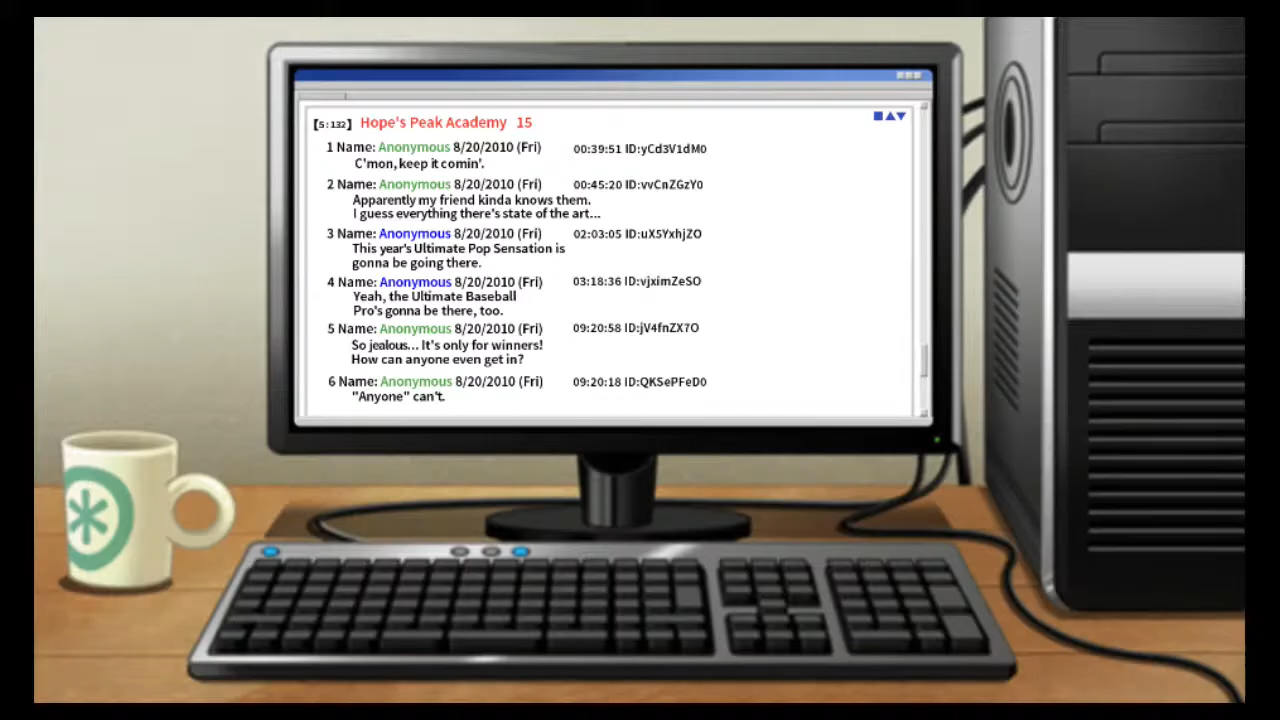 【5:132】 Hope's Peak Academy 15
1 Name: Anonymous 8/20/2010 (Fri) 00:39:51 ID:yCd3V1dM0
C'mon, keep it comin'.
2 Name: Anonymous 8/20/2010 (Fri) 00:45:20 ID:vvCnZGzY0
Apparently my friend kinda knows them.
I guess everything there's state of the art...
3 Name: Anonymous 8/20/2010 (Fri) 02:03:05 ID:uX5YxhjZO
This year's Ultimate Pop Sensation is
gonna be going there.
4 Name: Anonymous 8/20/2010 (Fri) 03:18:36 ID:vjximZeSO
Yeah, the Ultimate Baseball
Pro's gonna be there, too.
5 Name: Anonymous 8/20/2010 (Fri) 09:20:58 ID:jV4fnZX7O
So jealous... It's only for winners!
How can anyone even get in?
6 Name: Anonymous 8/20/2010 (Fri) 09:20:18 ID:QKSePFeD0
"Anyone" can't.